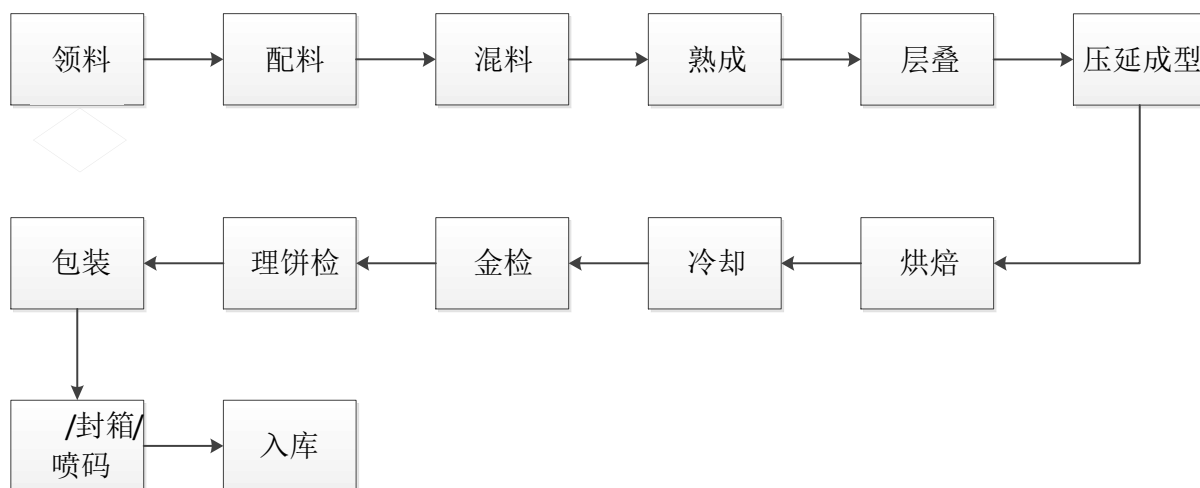 领料
配料
混料
熟成
层叠
压延成型
烘焙
冷却
金检
理饼检
包装
/封箱/
喷码
入库